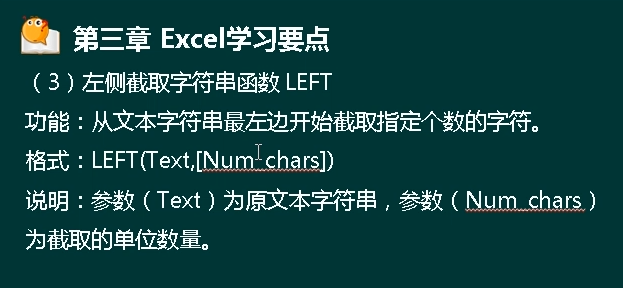 第三章 Excel学习要点
（3）左侧截取字符串函数 LEFT
功能：从文本字符串最左边开始截取指定个数的字符。
格式：LEFT(Text,[Num_chars])
说明：参数（Text）为原文本字符串，参数（Num_chars）
为截取的单位数量。